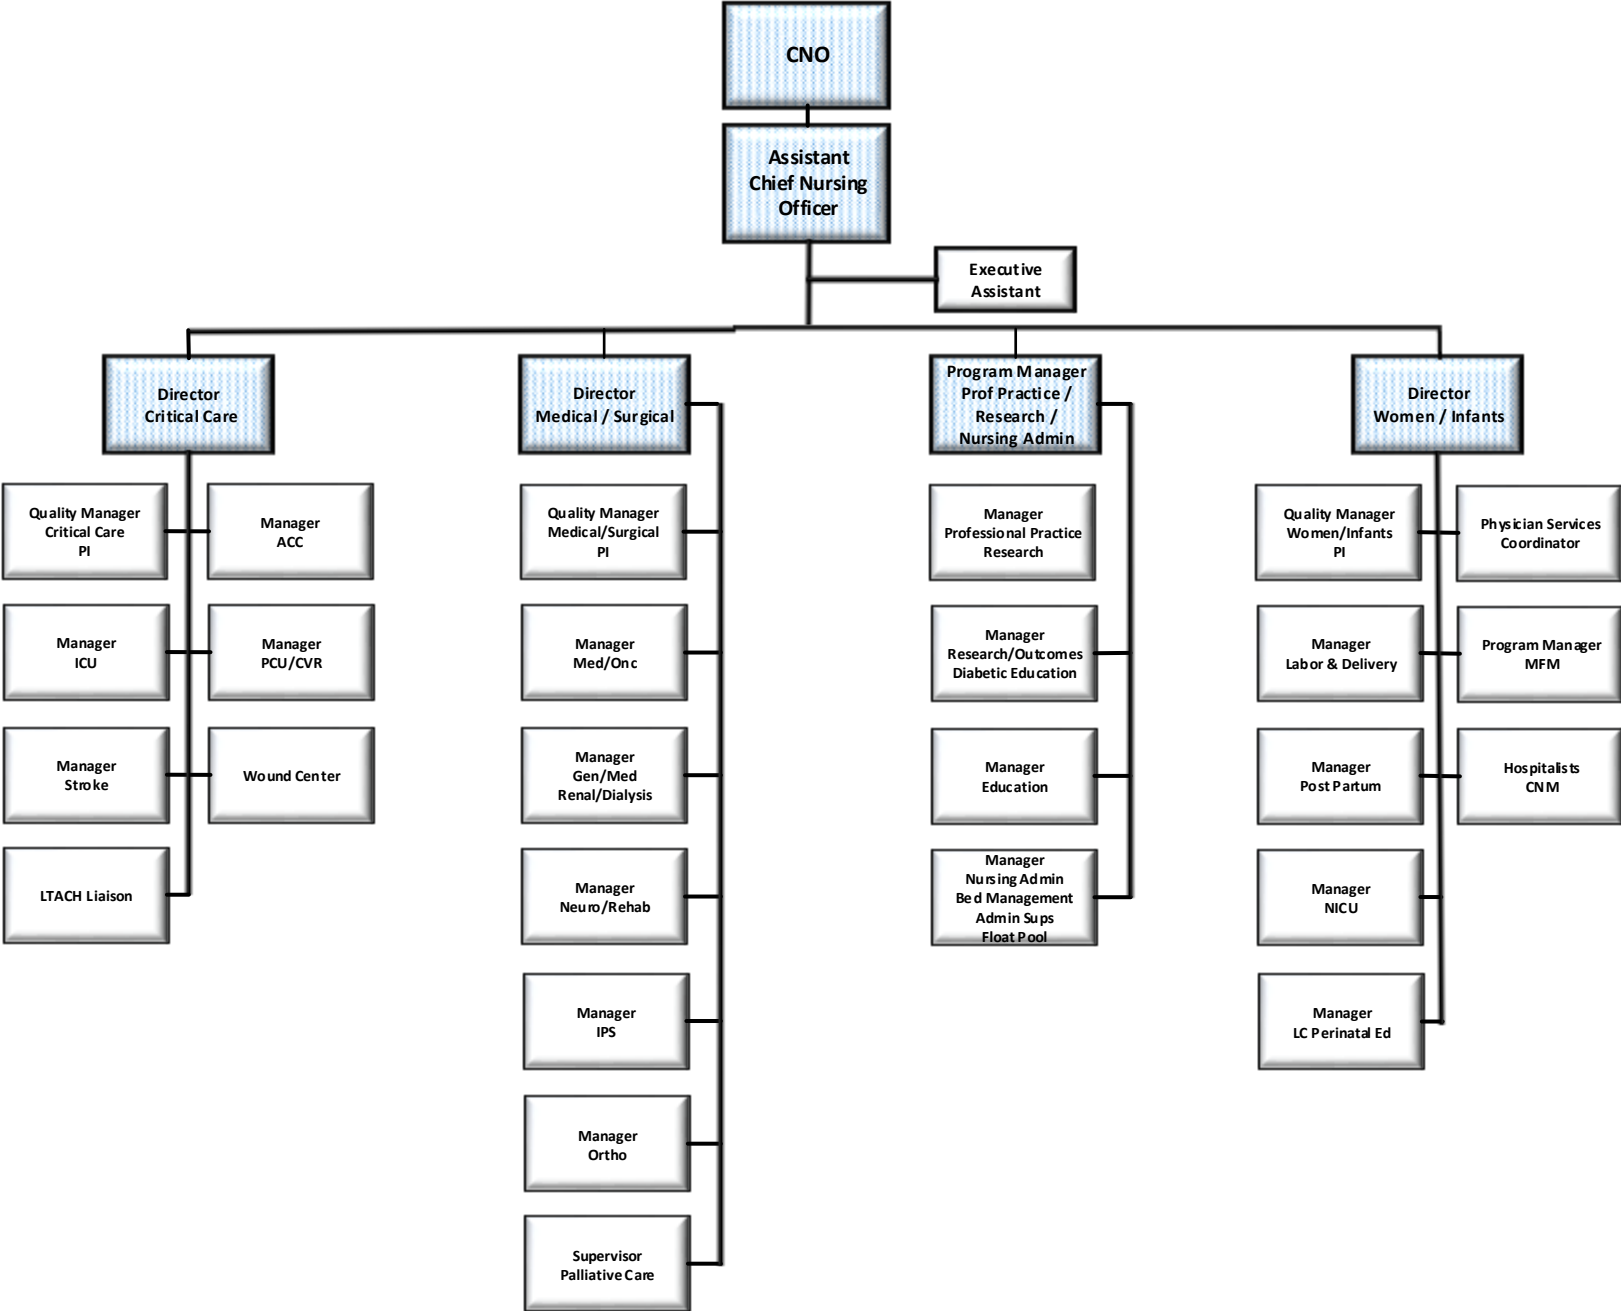 CNO
Assistant
Chief Nursing
Officer
Executive
Assistant
Director
Critical Care
Director
Medical / Surgical
Program Manager
Prof Practice /
Research /
Nursing Admin
Director
Women / Infants
Quality Manager
Critical Care
PI
Manager
ACC
Manager
ICU
Manager
PCU/CVR
Manager
Stroke
Wound Center
LTACH Liaison
Quality Manager
Medical/Surgical
PI
Manager
Med/Onc
Manager
Gen/Med
Renal/Dialysis
Manager
Neuro/Rehab
Manager
IPS
Manager
Ortho
Supervisor
Palliative Care
Manager
Professional Practice
Research
Manager
Research/Outcomes
Diabetic Education
Manager
Education
Manager
Nursing Admin
Bed Management
Admin Sups
Float Pool
Quality Manager
Women/Infants
PI
Physician Services
Coordinator
Manager
Labor & Delivery
Program Manager
MFM
Manager
Post Partum
Hospitalists
CNM
Manager
NICU
Manager
LC Perinatal Ed